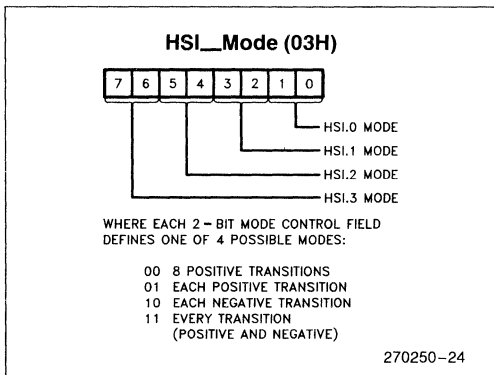 HSI__Mode (03H)
7 6 5 4 3 2 1 0
HSI.0 MODE
HSI.1 MODE
HSI.2 MODE
HSI.3 MODE
WHERE EACH 2-BIT MODE CONTROL FIELD
DEFINES ONE OF 4 POSSIBLE MODES:
00 8 POSITIVE TRANSITIONS
01 EACH POSITIVE TRANSITION
10 EACH NEGATIVE TRANSITION
11 EVERY TRANSITION
(POSITIVE AND NEGATIVE)
270250-24